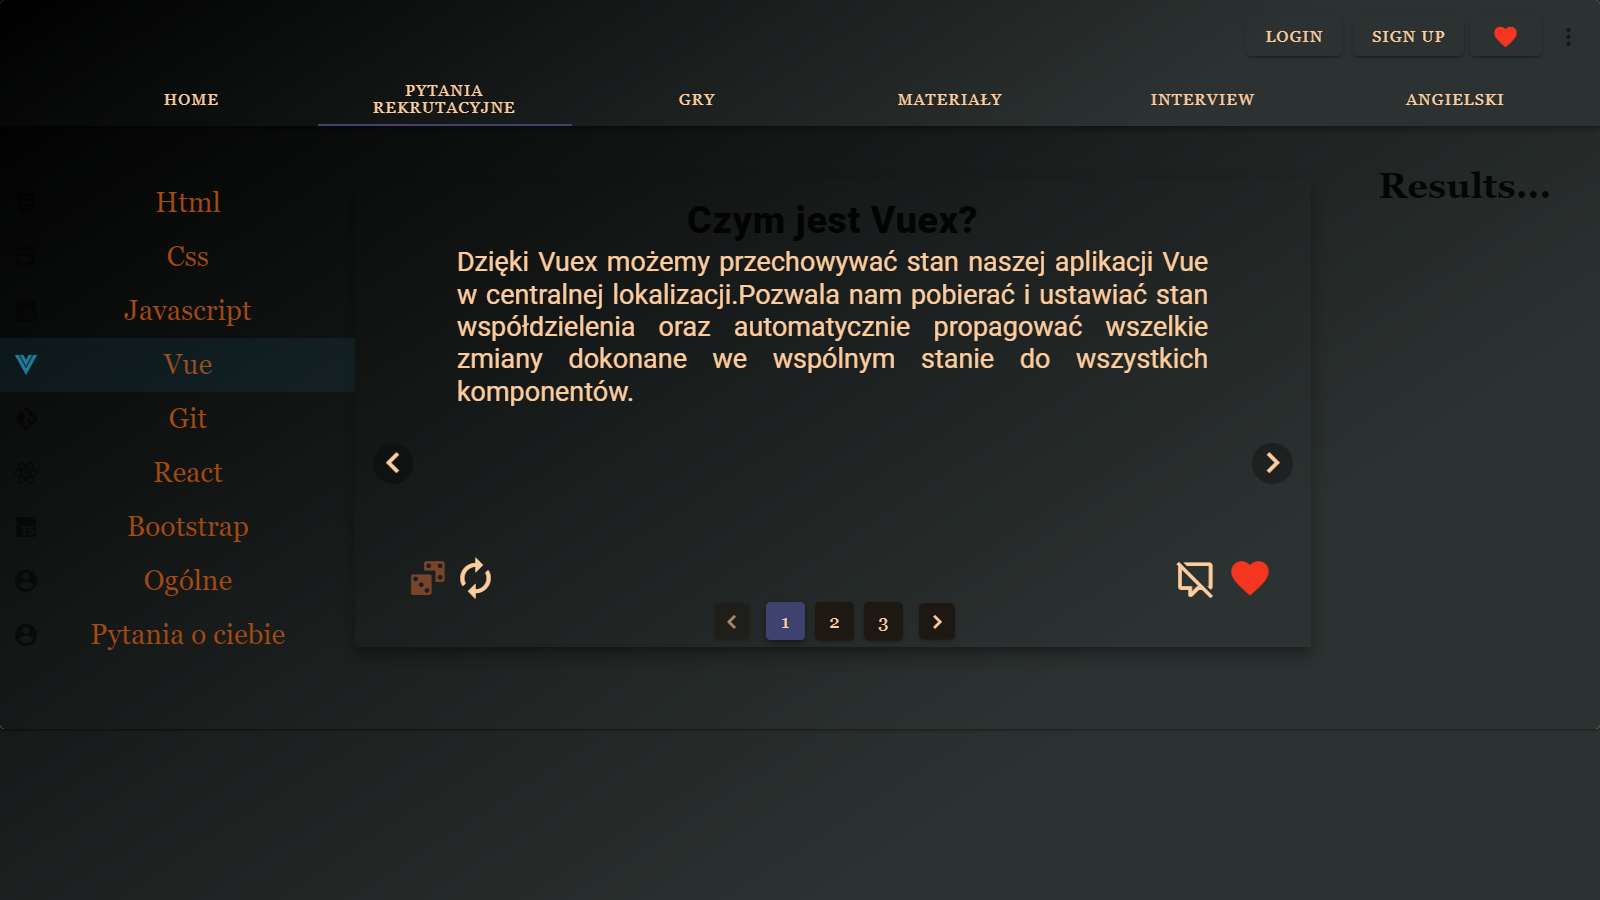 LOGIN
SIGN UP
HOME
PYTANIA
REKRUTACYJNE
GRY
MATERIAŁY
INTERVIEW
ANGIELSKI
Html
Css
Javascript
Vue
Git
React
Bootstrap
Ogólne
Pytania o ciebie
Czym jest Vuex?
Dzięki Vuex możemy przechowywać stan naszej aplikacji Vue
w centralnej lokalizacji.Pozwala nam pobierać i ustawiać stan
współdzielenia oraz automatycznie propagować wszelkie
zmiany dokonane we wspólnym stanie do wszystkich
komponentów.
1
2
3
Results...